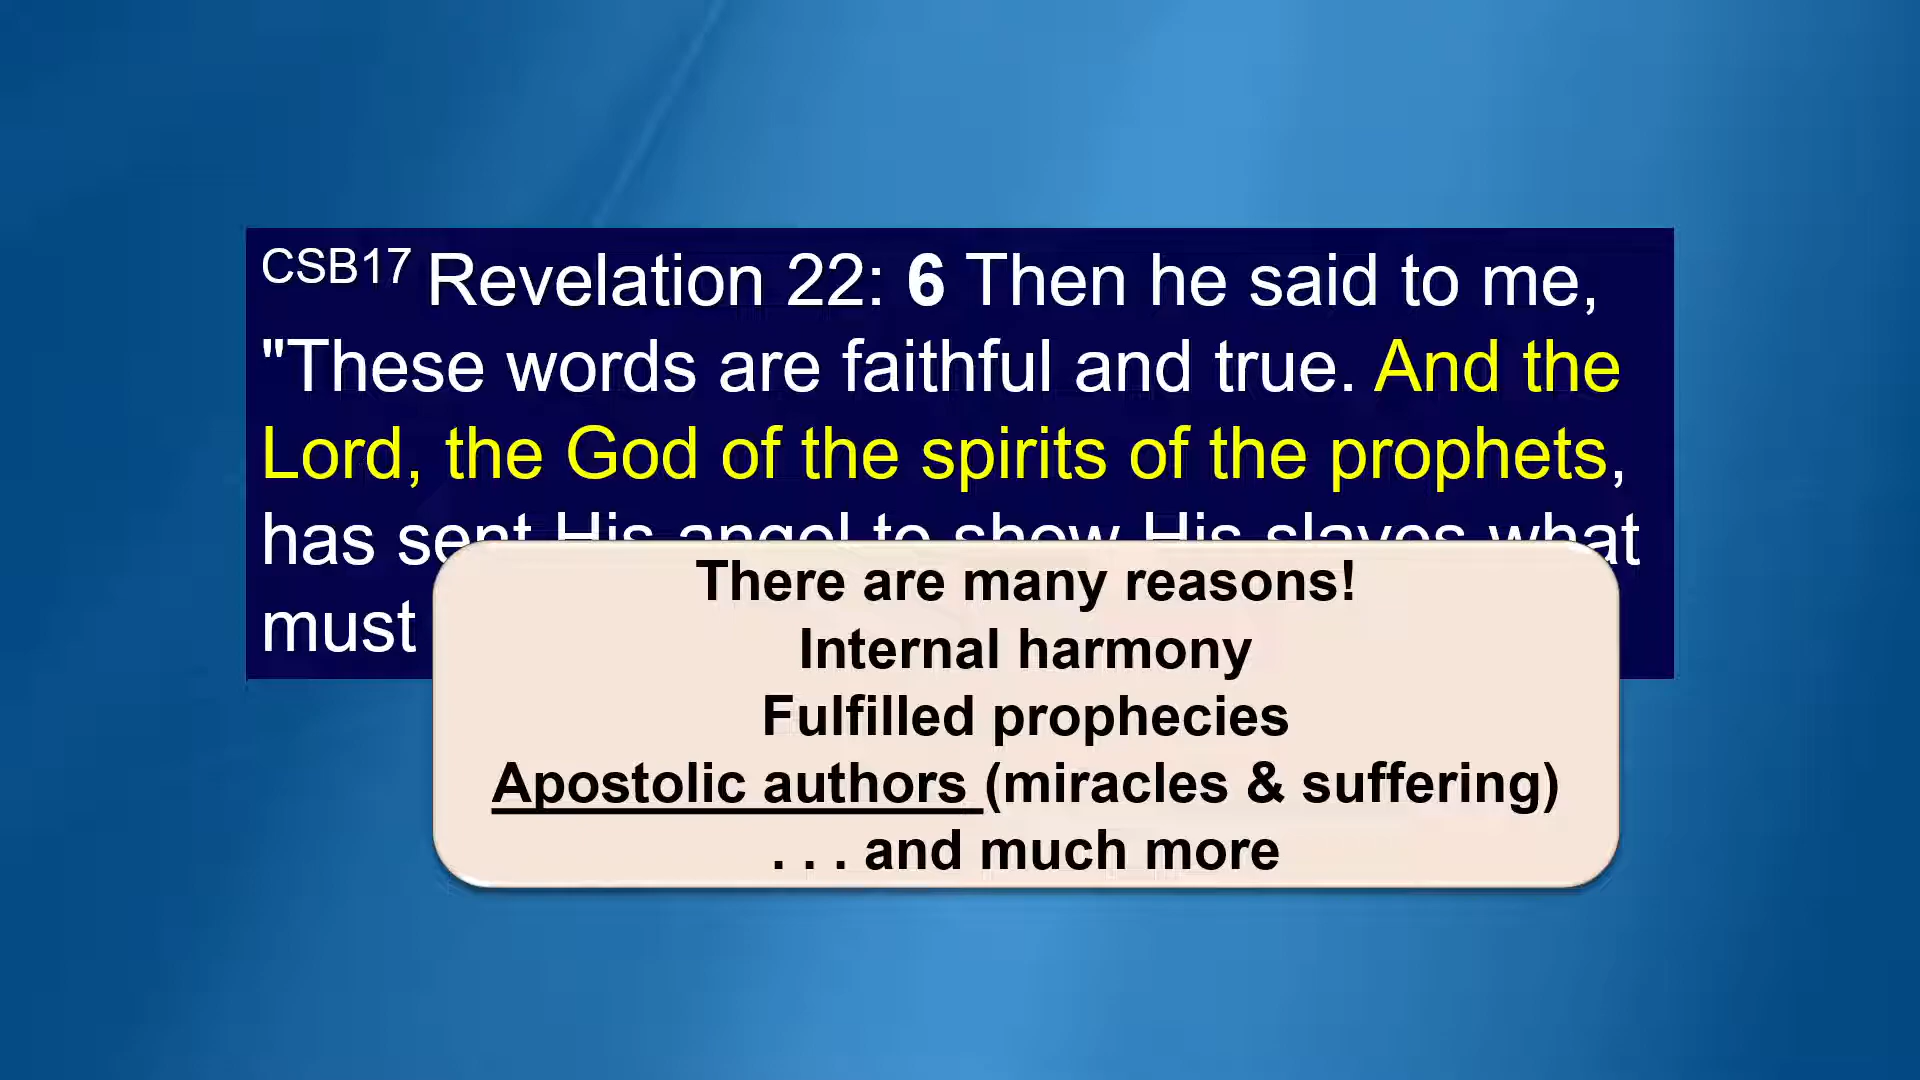 CSB17 Revelation 22: 6 Then he said to me,
"These words are faithful and true. And the
Lord, the God of the spirits of the prophets,
has sent His angel to show His slaves what
must
There are many reasons!
Internal harmony
Fulfilled prophecies
Apostolic authors (miracles & suffering)
. . . and much more